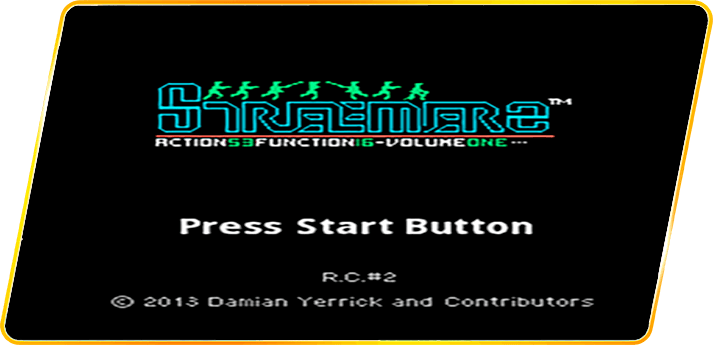 STREEMERZ™
ACTION53FUNCTION16-VOLUMEONE...
Press Start Button
R.C.#2
© 2013 Damian Yerrick and Contributors